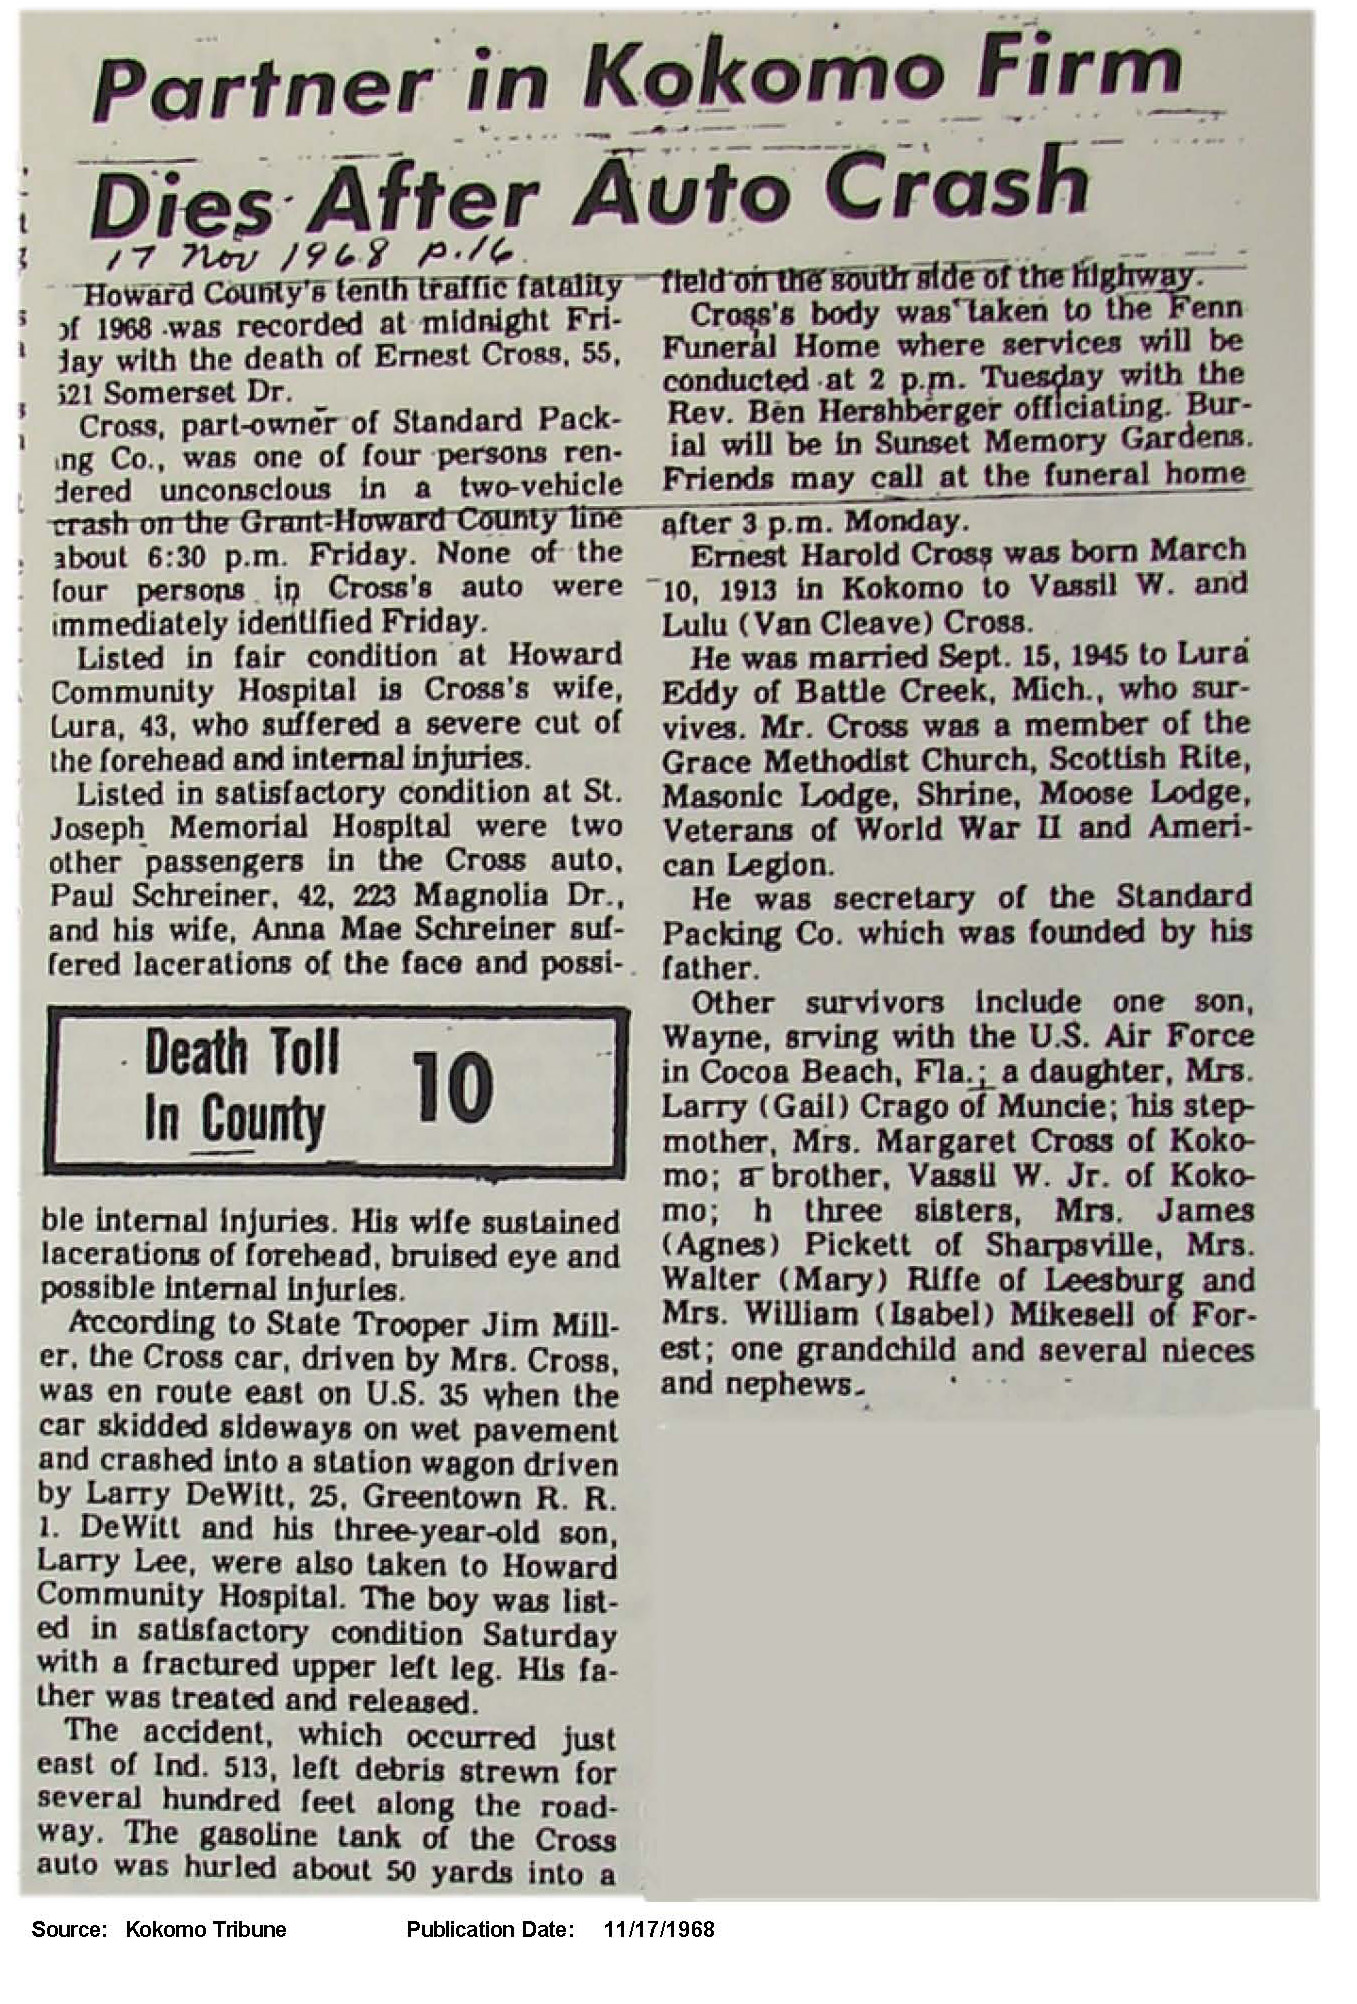 Partner in Kokomo Firm
Dies After Auto Crash
17 Nov 1968 p.16
Howard County's tenth traffic fatality
of 1968 was recorded at midnight Fri-
day with the death of Ernest Cross, 55,
521 Somerset Dr.
Cross, part-owner of Standard Pack-
ing Co., was one of four persons ren-
dered unconscious in a two-vehicle
crash on the Grant-Howard County line
about 6:30 p.m. Friday. None of the
four persons in Cross's auto were
immediately identified Friday.
Listed in fair condition at Howard
Community Hospital is Cross's wife,
Lura, 43, who suffered a severe cut of
the forehead and internal injuries.
Listed in satisfactory condition at St.
Joseph Memorial Hospital were two
other passengers in the Cross auto,
Paul Schreiner, 42, 223 Magnolia Dr.,
and his wife, Anna Mae Schreiner suf-
fered lacerations of the face and possi-
Death Toll
In County
10
ble internal injuries. His wife sustained
lacerations of forehead, bruised eye and
possible internal injuries.
According to State Trooper Jim Mill-
er, the Cross car, driven by Mrs. Cross,
was en route east on U.S. 35 when the
car skidded sideways on wet pavement
and crashed into a station wagon driven
by Larry DeWitt, 25, Greentown R. R.
1. DeWitt and his three-year-old son,
Larry Lee, were also taken to Howard
Community Hospital. The boy was list-
ed in satisfactory condition Saturday
with a fractured upper left leg. His fa-
ther was treated and released.
The accident, which occurred just
east of Ind. 513, left debris strewn for
several hundred feet along the road-
way. The gasoline tank of the Cross
auto was hurled about 50 yards into a
field on the south side of the highway.
Cross's body was taken to the Fenn
Funeral Home where services will be
conducted at 2 p.m. Tuesday with the
Rev. Ben Hershberger officiating. Bur-
ial will be in Sunset Memory Gardens.
Friends may call at the funeral home
after 3 p.m. Monday.
Ernest Harold Cross was born March
10, 1913 in Kokomo to Vassil W. and
Lulu (Van Cleave) Cross.
He was married Sept. 15, 1945 to Lura
Eddy of Battle Creek, Mich., who sur-
vives. Mr. Cross was a member of the
Grace Methodist Church, Scottish Rite,
Masonic Lodge, Shrine, Moose Lodge,
Veterans of World War II and Ameri-
can Legion.
He was secretary of the Standard
Packing Co. which was founded by his
father.
Other survivors include one son,
Wayne, srving with the U.S. Air Force
in Cocoa Beach, Fla.; a daughter, Mrs.
Larry (Gail) Crago of Muncie; his step-
mother, Mrs. Margaret Cross of Koko-
mo; a brother, Vassil W. Jr. of Koko-
mo; h three sisters, Mrs. James
(Agnes) Pickett of Sharpsville, Mrs.
Walter (Mary) Riffe of Leesburg and
Mrs. William (Isabel) Mikesell of For-
est; one grandchild and several nieces
and nephews.
Source: Kokomo Tribune Publication Date: 11/17/1968